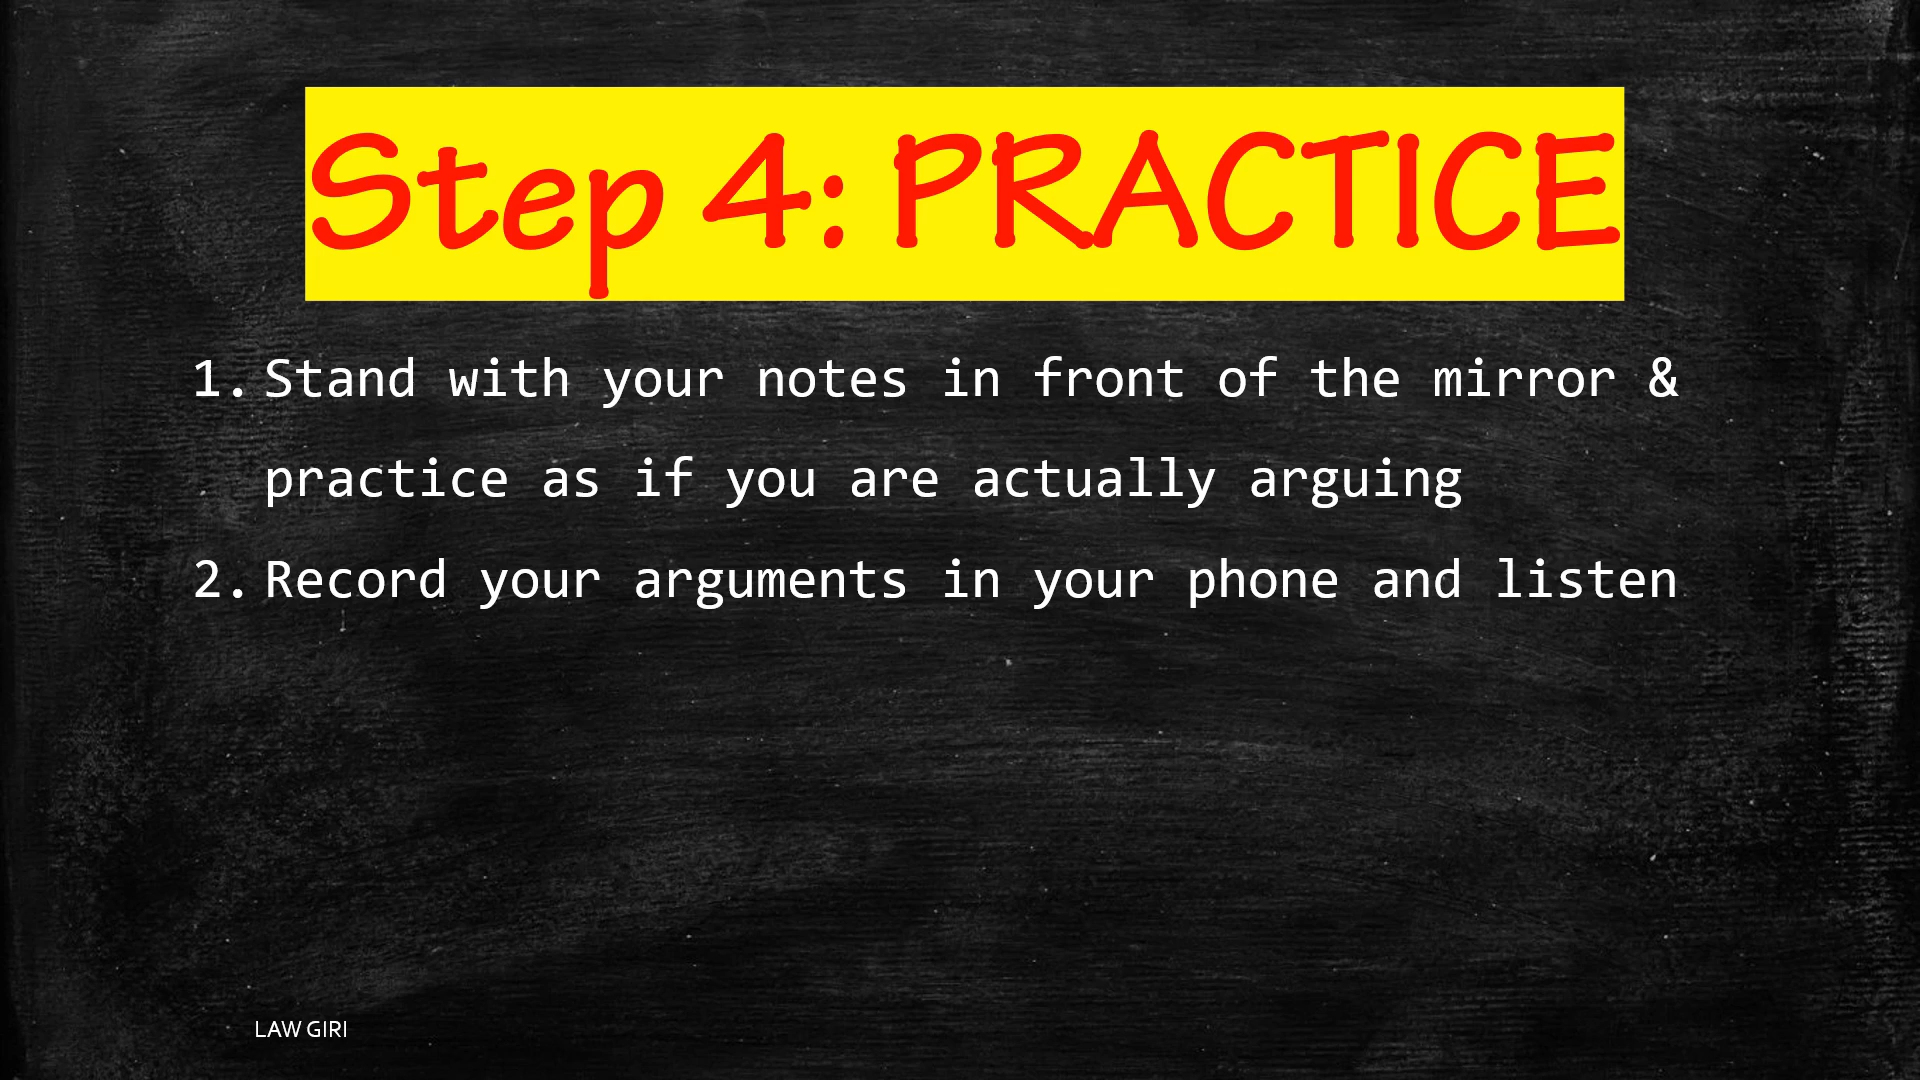 Step 4: PRACTICE
1. Stand with your notes in front of the mirror &
practice as if you are actually arguing
2. Record your arguments in your phone and listen
LAW GIRI